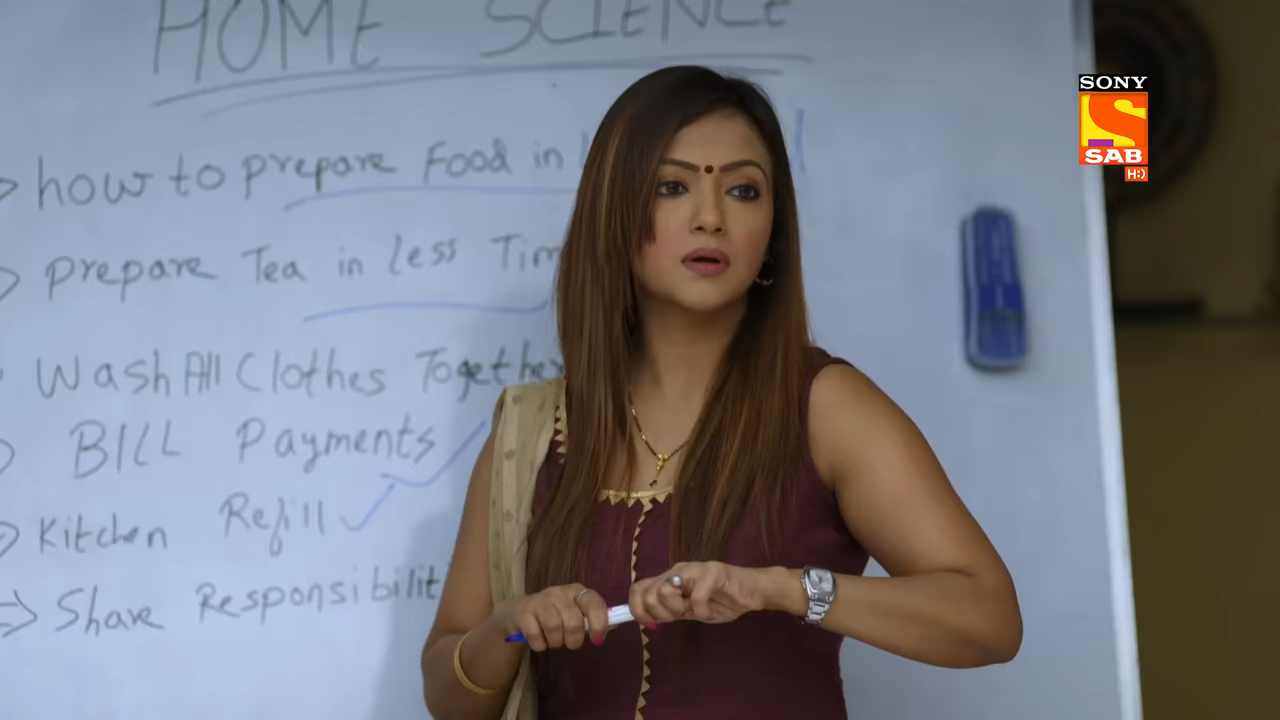 HOME SCIENCE
how to prepare Food in
Prepare Tea in less Tim
Wash All Clothes Together
BILL Payments
Kitchen Refill
Share Responsibilit
SONY
SAB
H:)